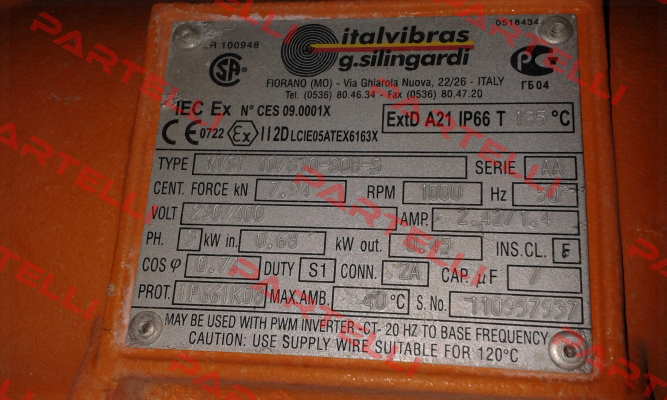 0518434
LR 100948
italvibras
g.silingardi
FIORANO (MO) - Via Ghiarola Nuova, 22/26 - ITALY
Tel. (0536) 80.46.34 - Fax (0536) 80.47.20
ГБ04
IEC Ex N° CES 09.0001X
ExtD A21 IP66 T 135 °C
CE 0722 Ex II2D LCIE05ATEX6163X
TYPE SERIE AA
CENT. FORCE kN 7.94 RPM 1000 Hz 50
VOLT 230/400 AMP. 2.42/1.4
PH. kW in. 0.68 kW out. INS.CL. F
COS φ DUTY S1 CONN. 2A CAP. µF /
PROT. IP66IK08 MAX.AMB. 40 °C S.No.
MAY BE USED WITH PWM INVERTER -CT- 20 HZ TO BASE FREQUENCY
CAUTION: USE SUPPLY WIRE SUITABLE FOR 120°C
PARTELLI